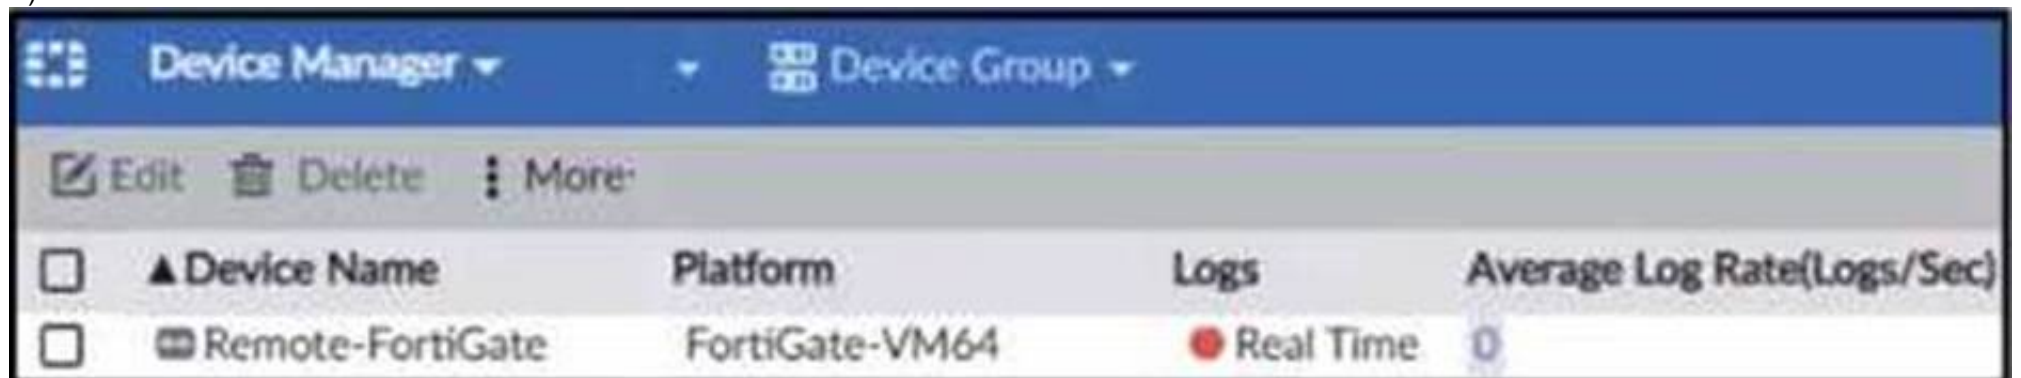 Device Manager Device Group
Edit Delete More
Device Name Platform Logs Average Log Rate(Logs/Sec)
Remote-FortiGate FortiGate-VM64 Real Time 0